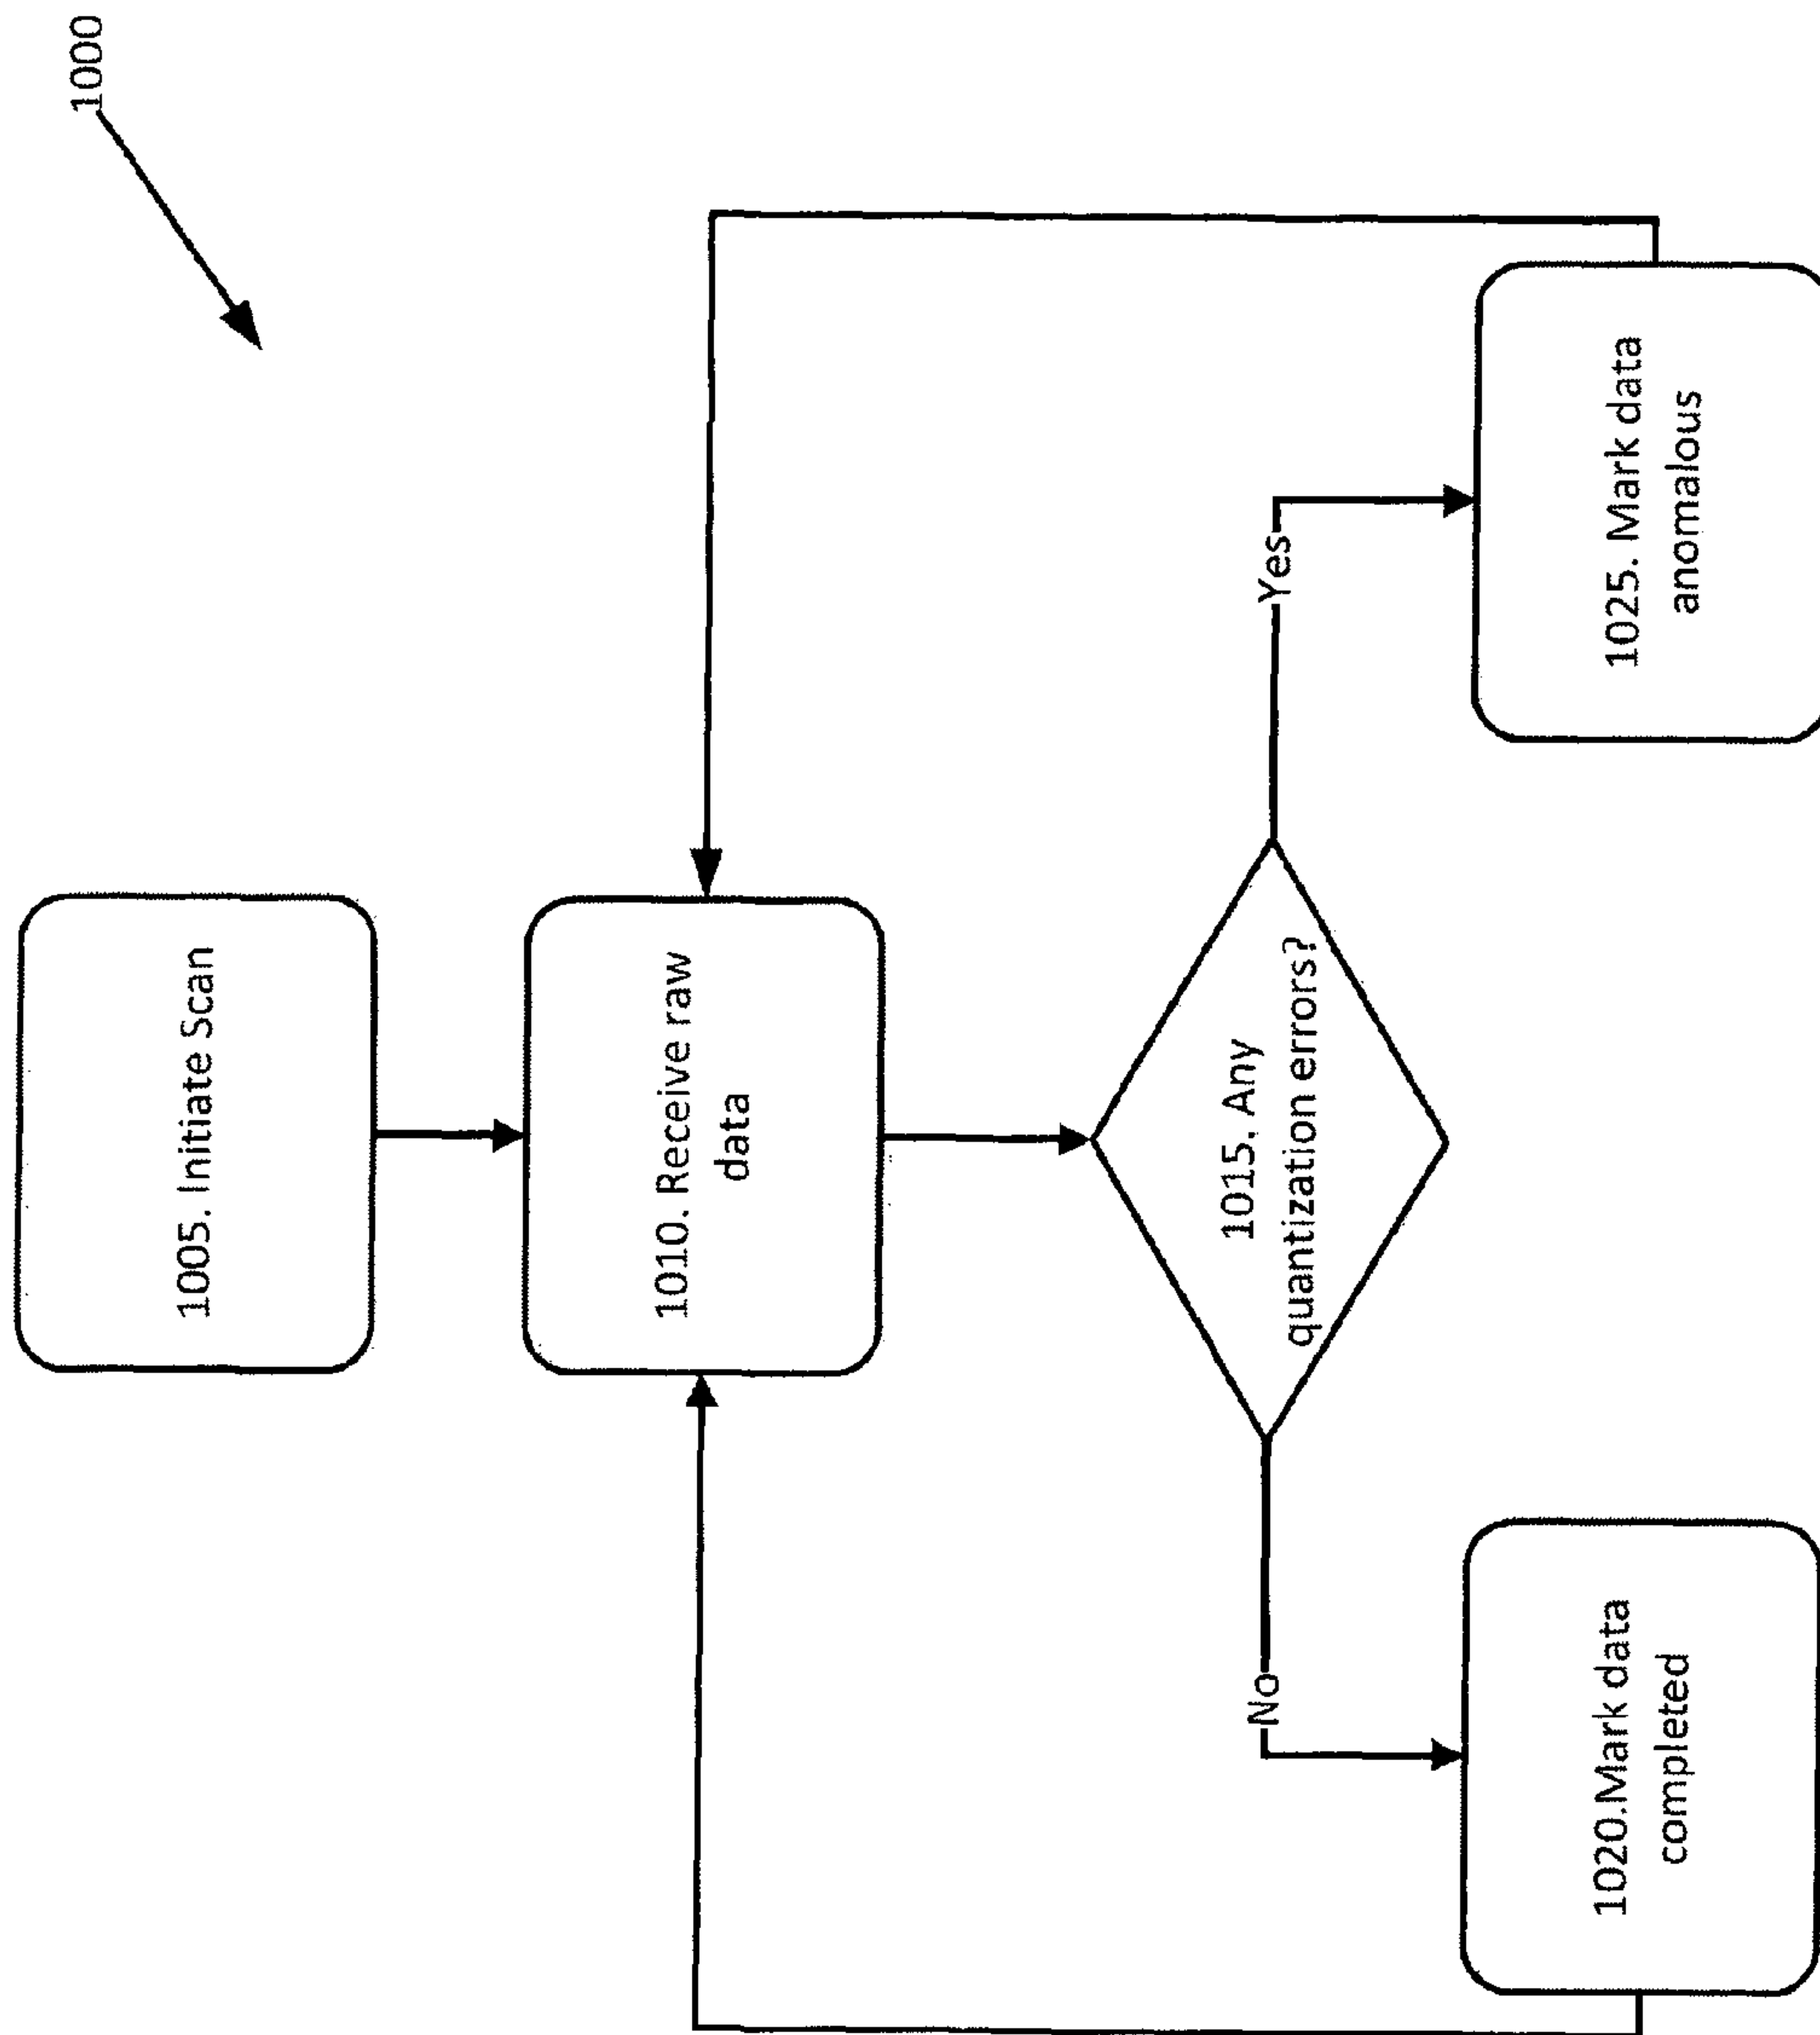 1000
1005. Initiate Scan
1010. Receive raw
data
1015. Any
quantization errors?
No
Yes
1020.Mark data
completed
1025. Mark data
anomalous